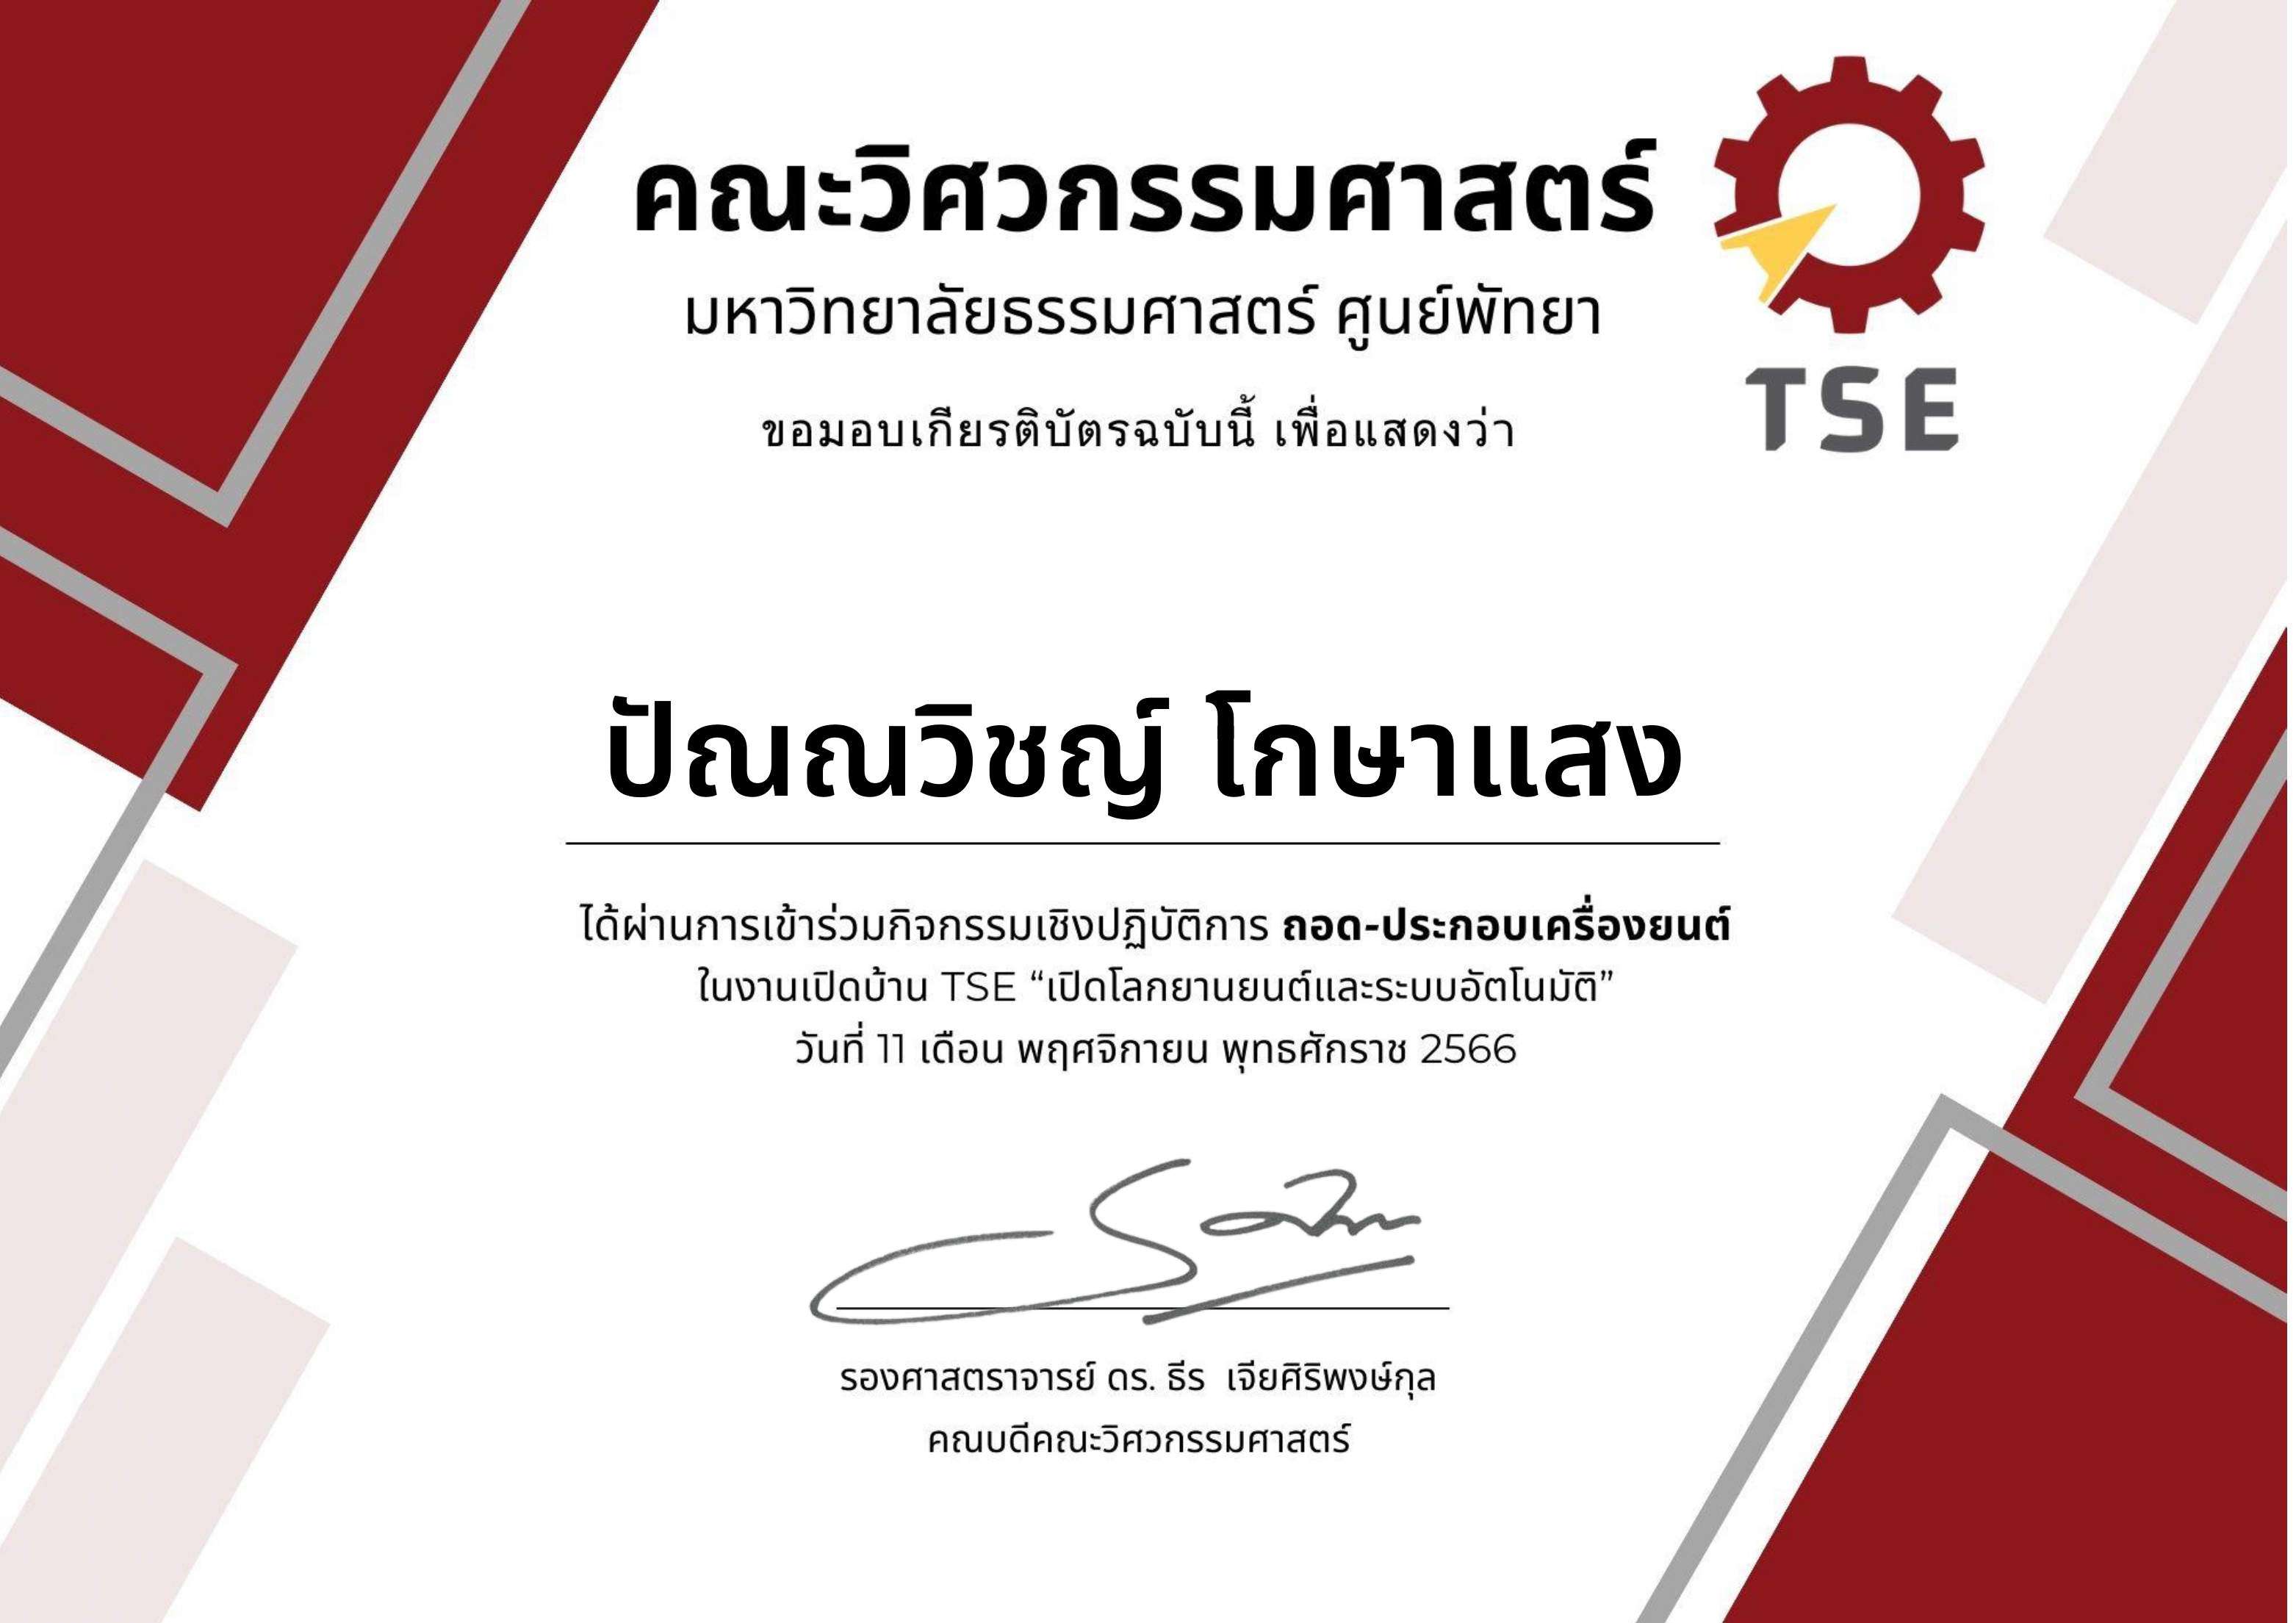 คณะวิศวกรรมศาสตร์
มหาวิทยาลัยธรรมศาสตร์ ศูนย์พัทยา
TSE
ขอมอบเกียรติบัตรฉบับนี้ เพื่อแสดงว่า
ปัณณวิชญ์ โกษาแสง
ได้ผ่านการเข้าร่วมกิจกรรมเชิงปฏิบัติการ ถอด-ประกอบเครื่องยนต์
ในงานเปิดบ้าน TSE “เปิดโลกยานยนต์และระบบอัตโนมัติ”
วันที่ 11 เดือน พฤศจิกายน พุทธศักราช 2566
รองศาสตราจารย์ ดร. ธีร เจียศิริพงษ์กุล
คณบดีคณะวิศวกรรมศาสตร์